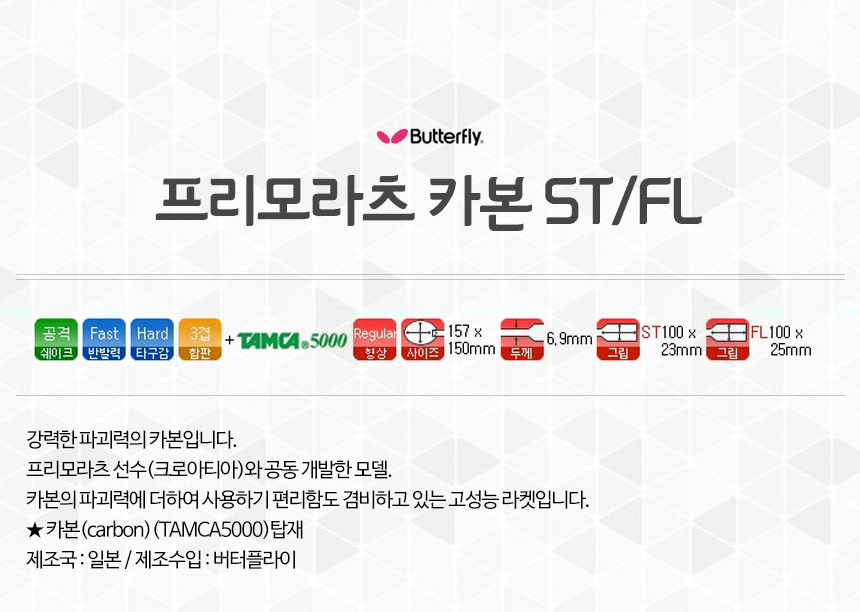 Butterfly.
프리모라츠 카본 ST/FL
공격 쉐이크 Fast 반발력 Hard 타구감 3겹 합판 + TAMCA®5000 Regular 형상 사이즈 157 x 150mm 두께 6,9mm 그립 ST100 x 23mm 그립 FL100 x 25mm
강력한 파괴력의 카본입니다.
프리모라츠 선수(크로아티아)와 공동 개발한 모델.
카본의 파괴력에 더하여 사용하기 편리함도 겸비하고 있는 고성능 라켓입니다.
★ 카본(carbon) (TAMCA5000)탑재
제조국 : 일본 / 제조수입 : 버터플라이